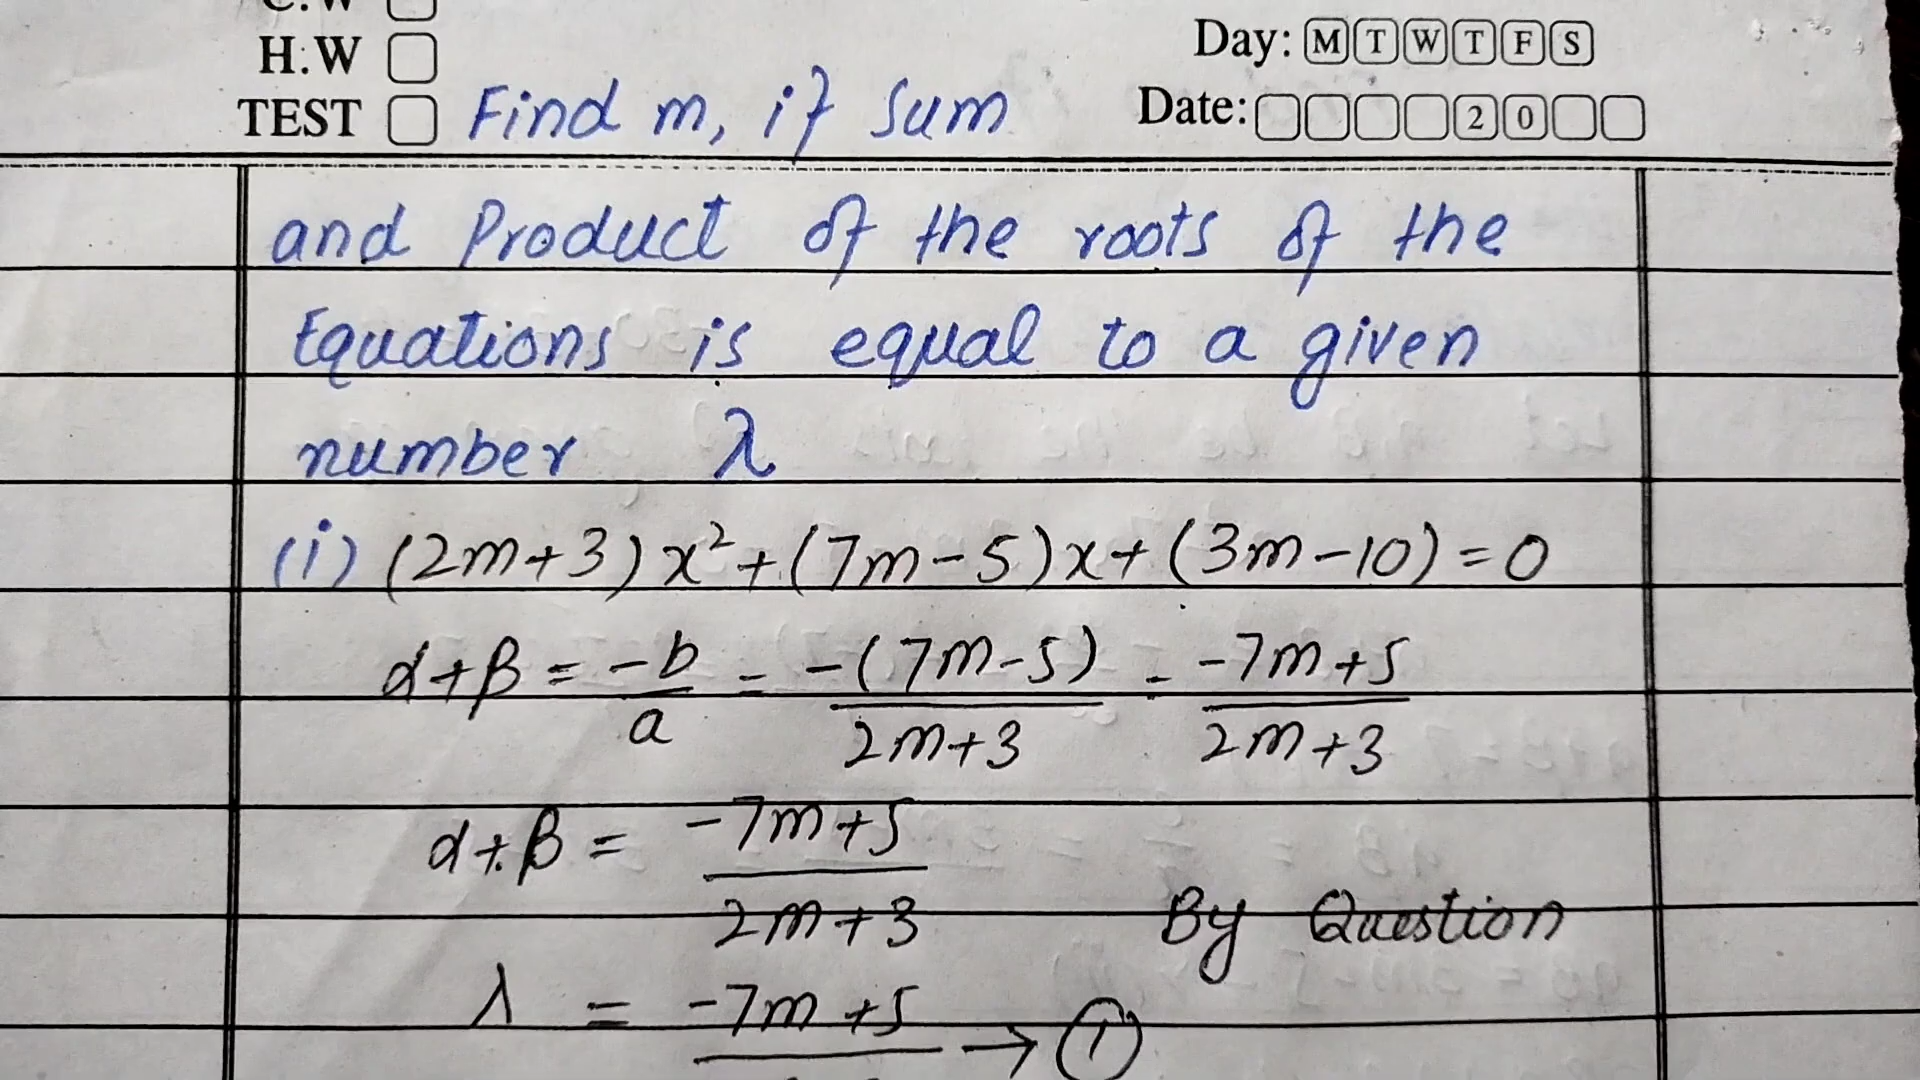 C.W
H.W
TEST
Day: M T W T F S
Find m, if sum
Date: 2 0
and Product of the roots of the
Equations is equal to a given
number λ
(i) (2m+3)x²+(7m-5)x+(3m-10)=0
α+β = -b/a = -(7m-5)/2m+3 = -7m+5/2m+3
α+β = -7m+5/2m+3
By Question
λ = -7m+5 → ①